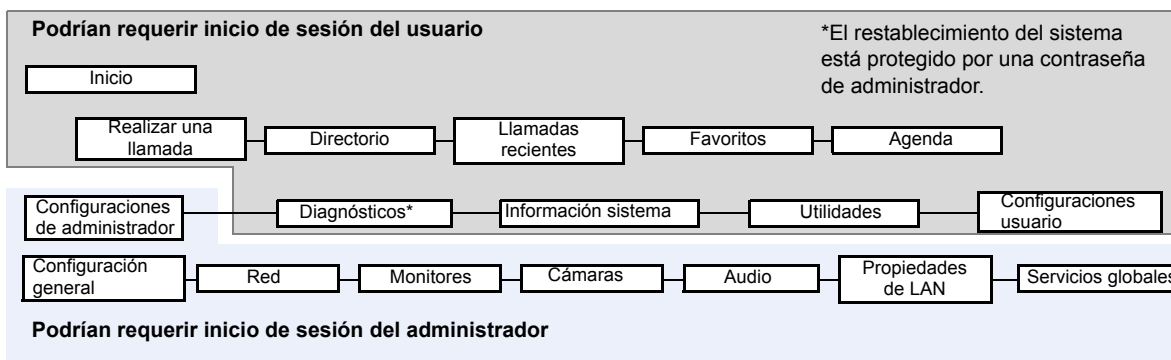 Podrían requerir inicio de sesión del usuario
*El restablecimiento del sistema
está protegido por una contraseña
de administrador.
Inicio
Realizar una
llamada
Directorio
Llamadas
recientes
Favoritos
Agenda
Configuraciones
de administrador
Diagnósticos*
Información sistema
Utilidades
Configuraciones
usuario
Configuración
general
Red
Monitores
Cámaras
Audio
Propiedades
de LAN
Servicios globales
Podrían requerir inicio de sesión del administrador